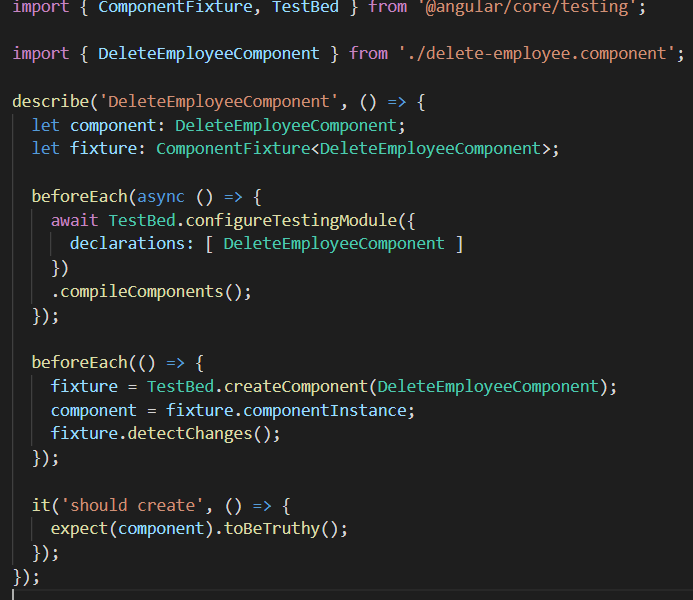 import { ComponentFixture, TestBed } from '@angular/core/testing';
import { DeleteEmployeeComponent } from './delete-employee.component';
describe('DeleteEmployeeComponent', () => {
  let component: DeleteEmployeeComponent;
  let fixture: ComponentFixture<DeleteEmployeeComponent>;
  beforeEach(async () => {
    await TestBed.configureTestingModule({
      declarations: [ DeleteEmployeeComponent ]
    })
    .compileComponents();
  });
  beforeEach(() => {
    fixture = TestBed.createComponent(DeleteEmployeeComponent);
    component = fixture.componentInstance;
    fixture.detectChanges();
  });
  it('should create', () => {
    expect(component).toBeTruthy();
  });
});